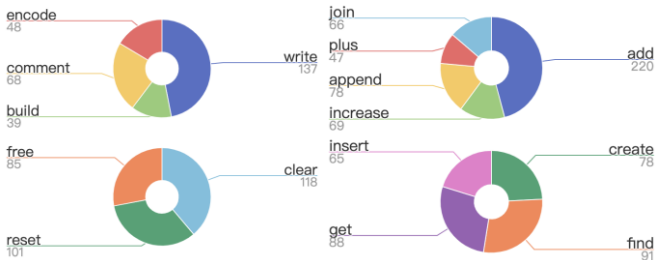 encode
48
comment
68
build
39
write
137
join
66
plus
47
append
78
increase
69
add
220
free
85
reset
101
clear
118
insert
65
get
88
create
78
find
91